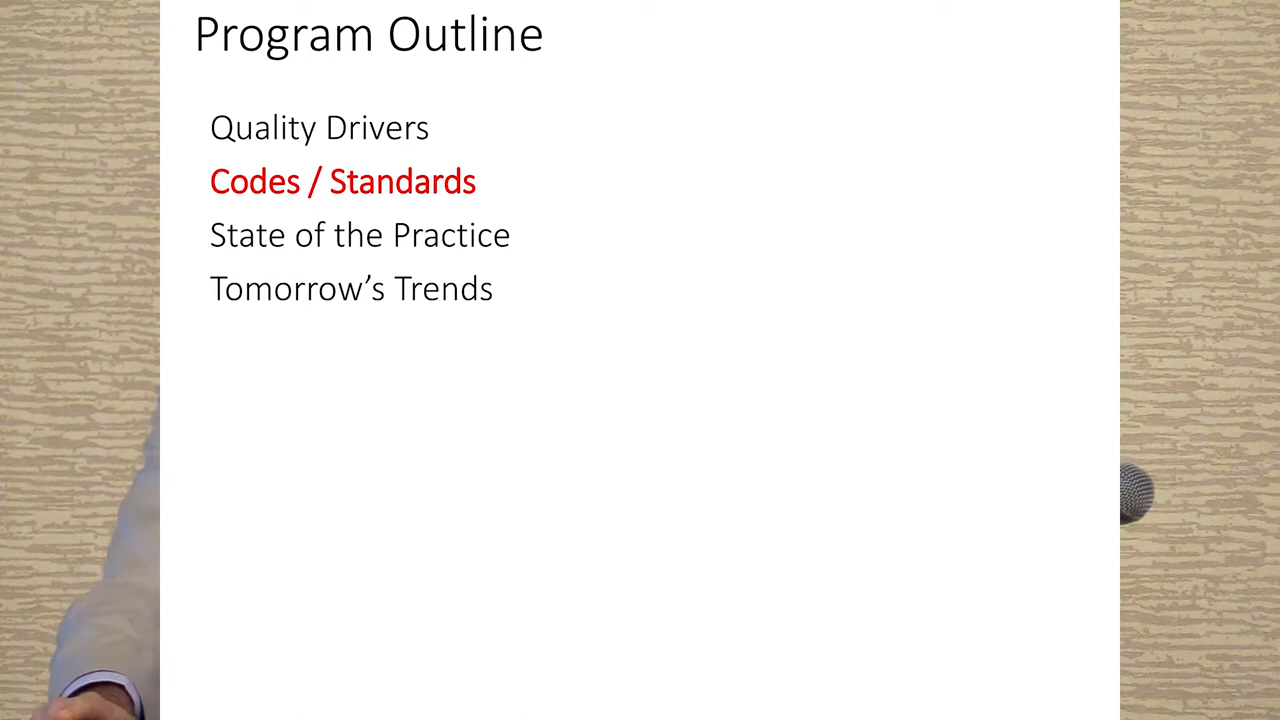 Program Outline
Quality Drivers
Codes / Standards
State of the Practice
Tomorrow’s Trends